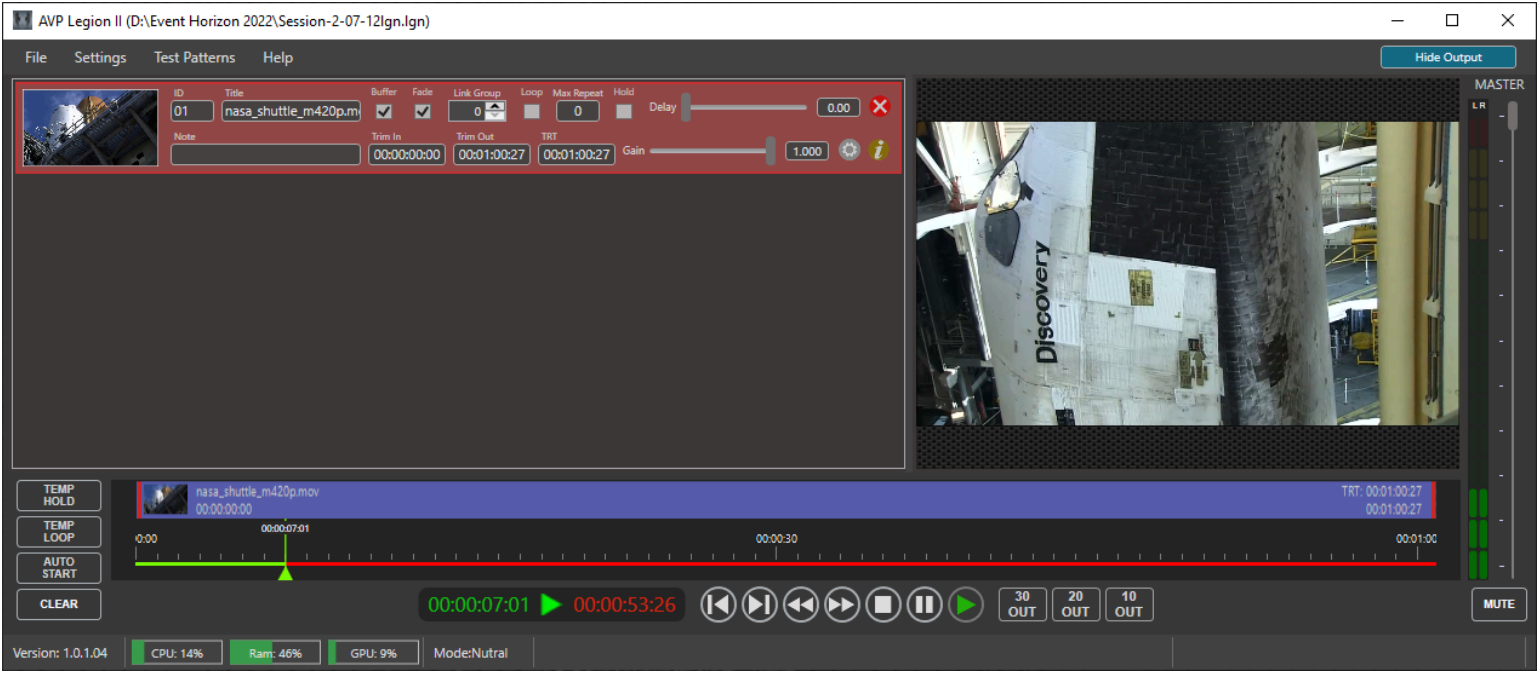 AVP Legion II (D:\Event Horizon 2022\Session-2-07-12lgn.lgn)
File Settings Test Patterns Help
Hide Output
ID Title Buffer Fade Link Group Loop Max Repeat Hold
01 nasa_shuttle_m420p.m 0 0 Delay 0.00
Note Trim In Trim Out TRT
00:00:00:00 00:01:00:27 00:01:00:27 Gain 1.000
i
Discovery
MASTER
L R
TEMP
HOLD
TEMP
LOOP
AUTO
START
CLEAR
nasa_shuttle_m420p.mov TRT: 00:01:00:27
00:00:00:00 00:01:00:27
00:00:07:01
0:00 00:00:30 00:01:00
00:00:07:01 00:00:53:26
30
OUT
20
OUT
10
OUT
MUTE
Version: 1.0.1.04 CPU: 14% Ram: 46% GPU: 9% Mode:Nutral